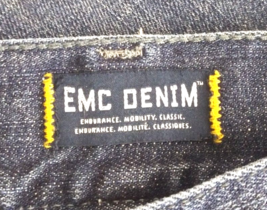 EMC DENIM™
ENDURANCE. MOBILITY. CLASSIC.
ENDURANCE. MOBILITÉ. CLASSIQUES.